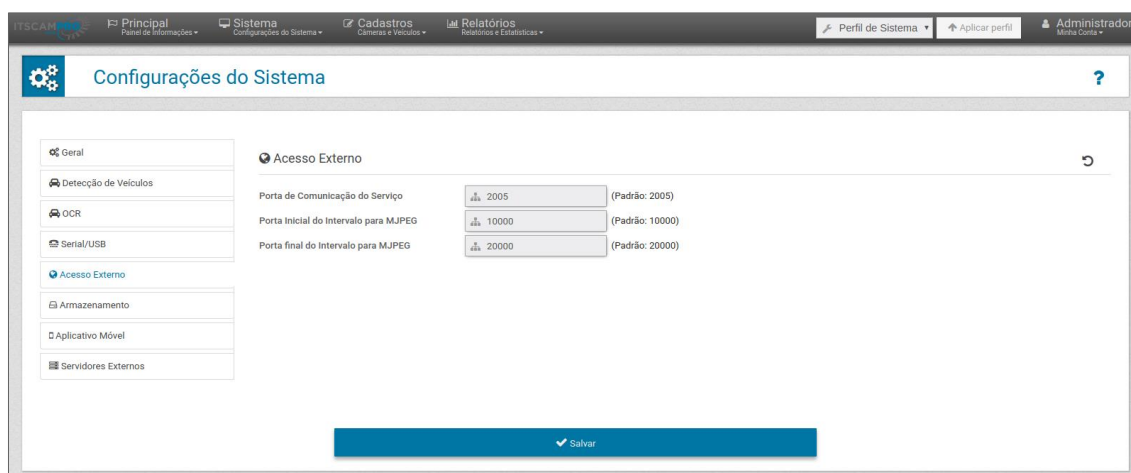 ITSCAMPRO
Principal
Painel de Informações
Sistema
Configurações do Sistema
Cadastros
Câmeras e Veículos
Relatórios
Relatórios e Estatísticas
Perfil de Sistema
Aplicar perfil
Administrador
Minha Conta
Configurações do Sistema
?
Geral
Detecção de Veículos
OCR
Serial/USB
Acesso Externo
Armazenamento
Aplicativo Móvel
Servidores Externos
Acesso Externo
Porta de Comunicação do Serviço 2005 (Padrão: 2005)
Porta Inicial do Intervalo para MJPEG 10000 (Padrão: 10000)
Porta final do Intervalo para MJPEG 20000 (Padrão: 20000)
Salvar